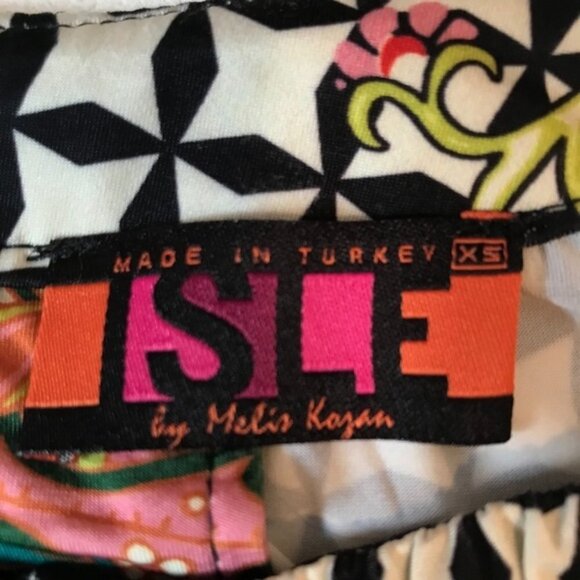 MADE IN TURKEY XS
ISLE
by Melis Kozan